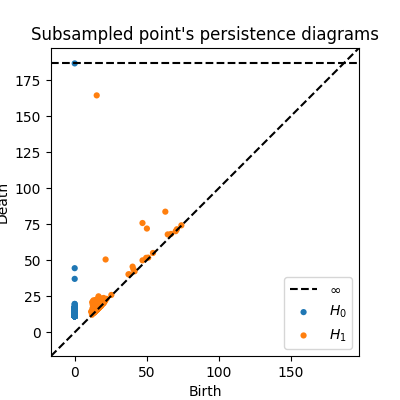 Subsampled point's persistence diagrams
175
150
125
100
75
50
25
0
Death
∞
H₀
H₁
0
50
100
150
Birth